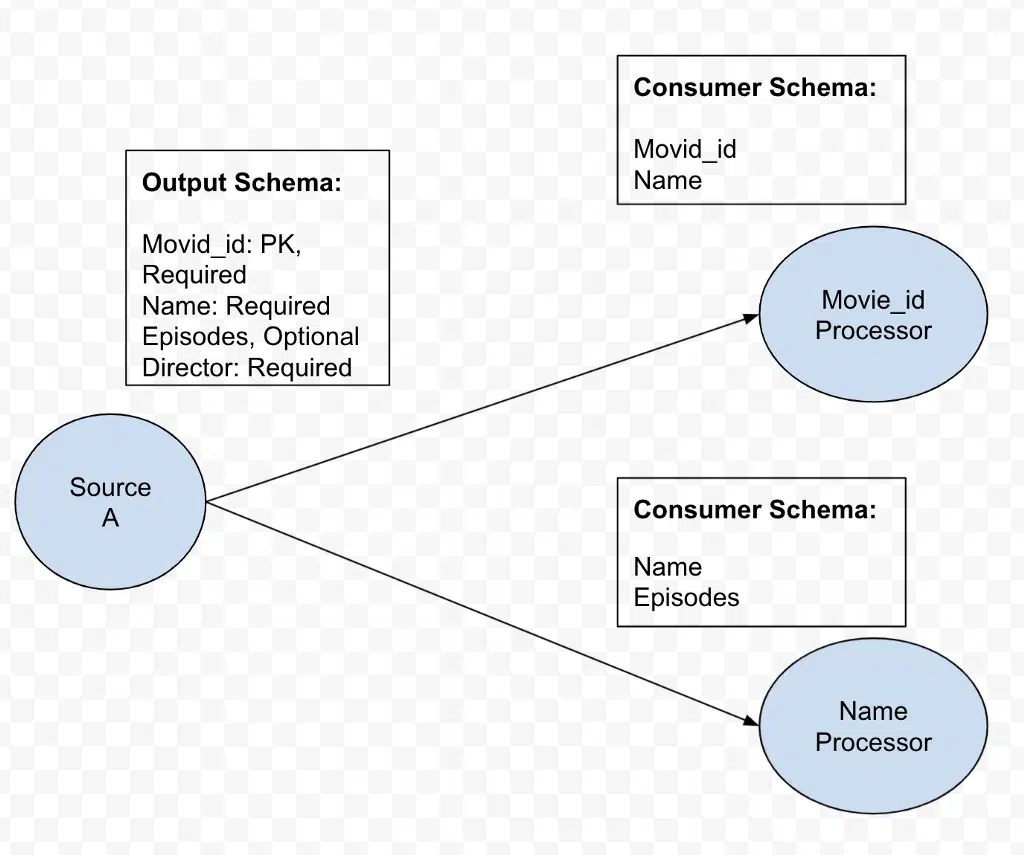 Consumer Schema:
Movid_id
Name
Output Schema:
Movid_id: PK,
Required
Name: Required
Episodes, Optional
Director: Required
Movie_id
Processor
Source
A
Consumer Schema:
Name
Episodes
Name
Processor